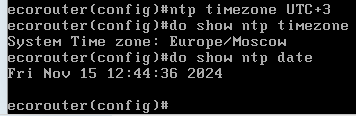 ecorouter(config)#ntp timezone UTC+3
ecorouter(config)#do show ntp timezone
System Time zone: Europe/Moscow
ecorouter(config)#do show ntp date
Fri Nov 15 12:44:36 2024
ecorouter(config)#